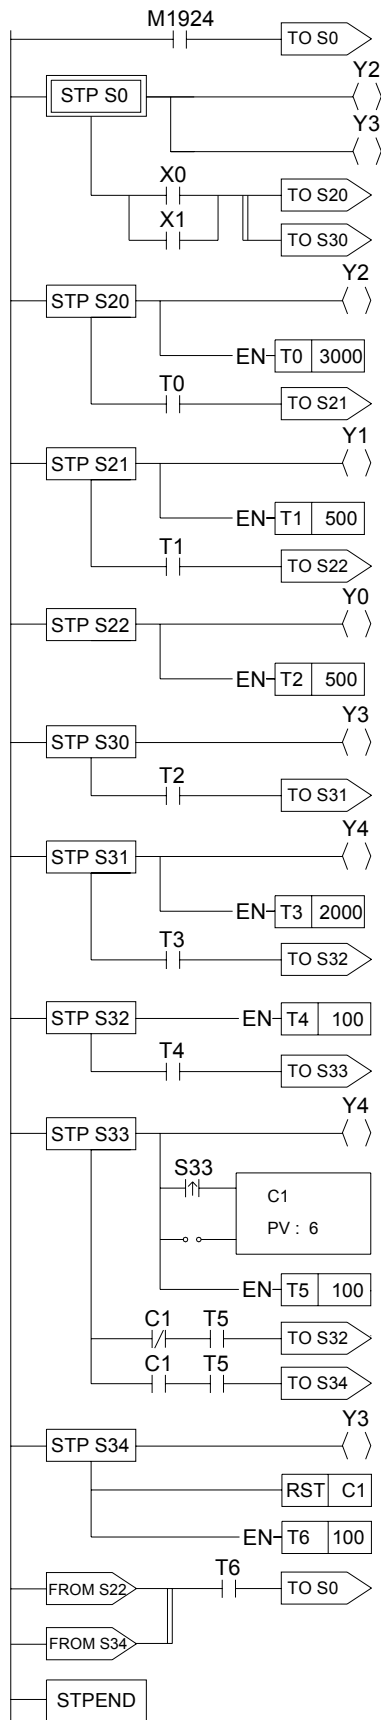 M1924
TO S0
STP S0
Y2
Y3
X0
TO S20
X1
TO S30
STP S20
Y2
EN T0 3000
T0
TO S21
STP S21
Y1
EN T1 500
T1
TO S22
STP S22
Y0
EN T2 500
STP S30
Y3
T2
TO S31
STP S31
Y4
EN T3 2000
T3
TO S32
STP S32
EN T4 100
T4
TO S33
STP S33
Y4
S33
C1
PV : 6
EN T5 100
C1 T5
TO S32
C1 T5
TO S34
STP S34
Y3
RST C1
EN T6 100
FROM S22
T6
TO S0
FROM S34
STPEND